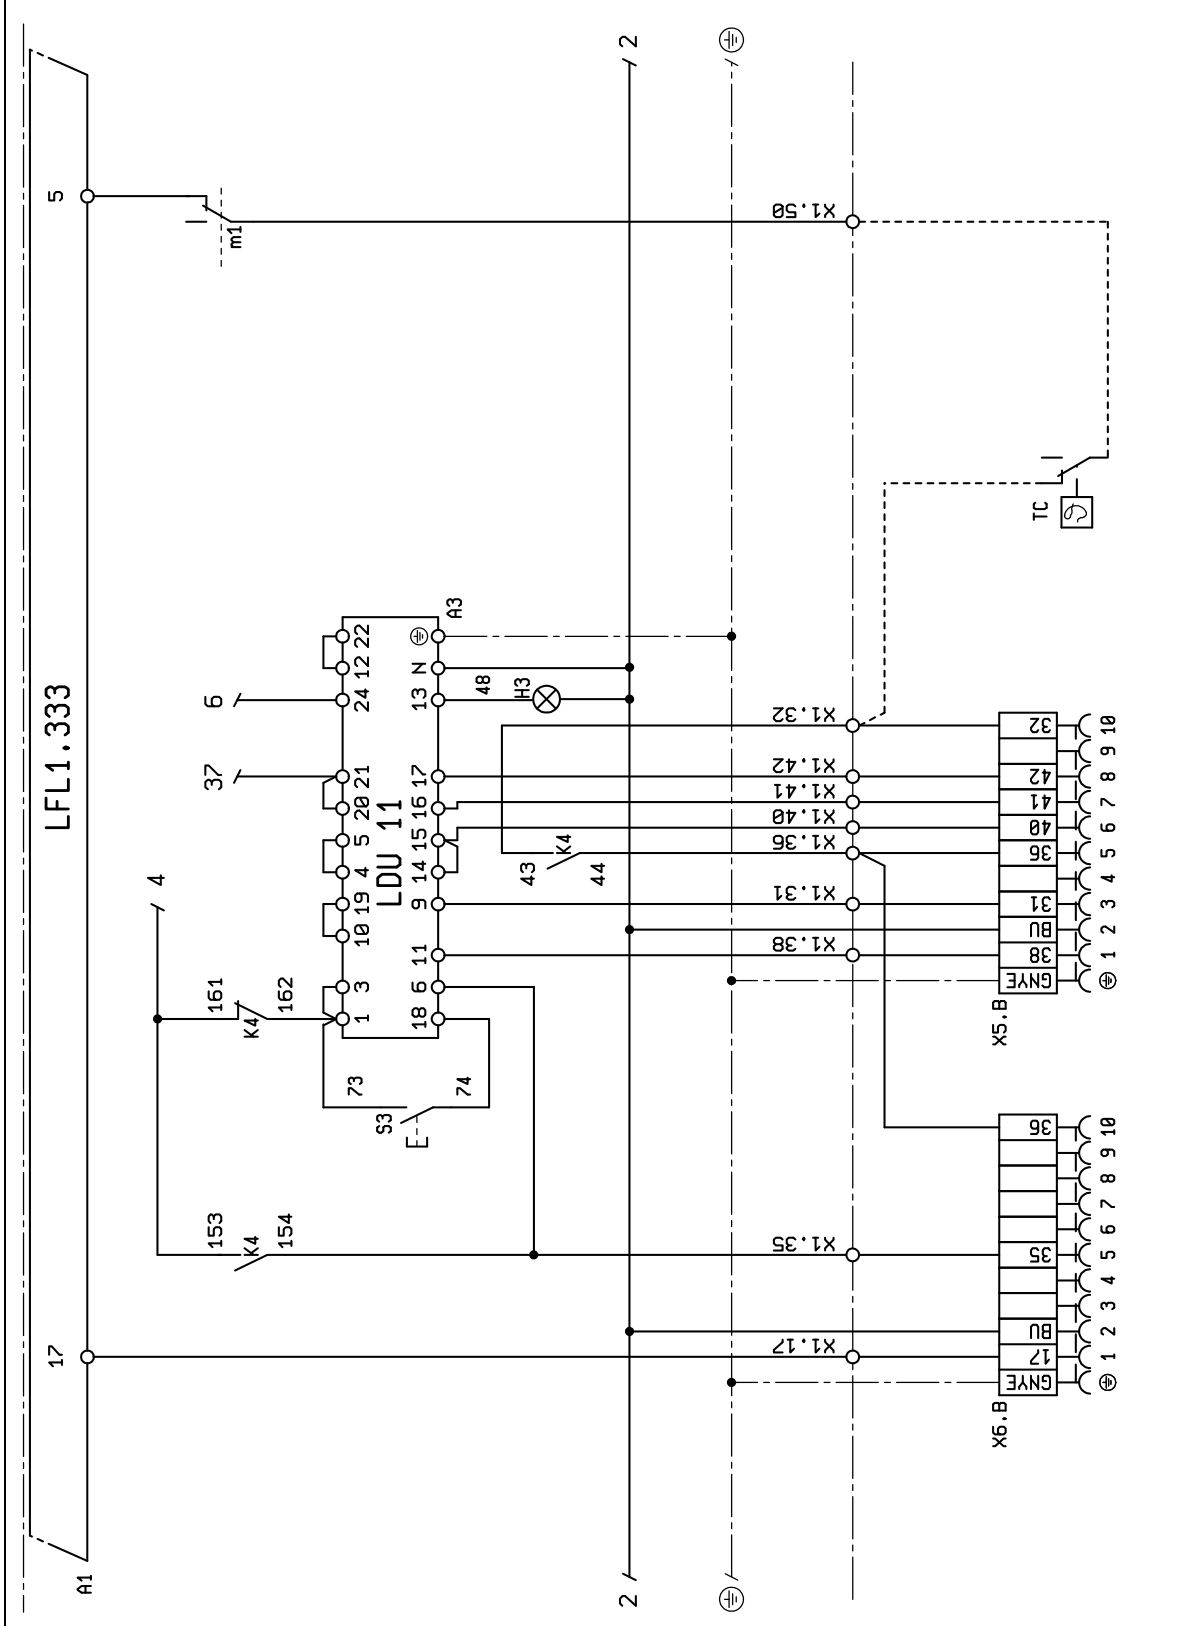 A1
17
LFL1.333
5
m1
4
37
6
153
K4
154
161
K4
162
S3
73
74
1
3
10
19
4
5
20
21
24
12
22
LDU 11
18
6
11
9
14
15
16
17
13
N
A3
48
H3
43
K4
44
2
2
X1.17
X1.35
X1.38
X1.31
X1.36
X1.40
X1.41
X1.42
X1.32
X1.50
TC
X6.B
GNYE
17
BU
35
36
1
2
3
4
5
6
7
8
9
10
X5.B
GNYE
38
BU
31
36
40
41
42
32
1
2
3
4
5
6
7
8
9
10